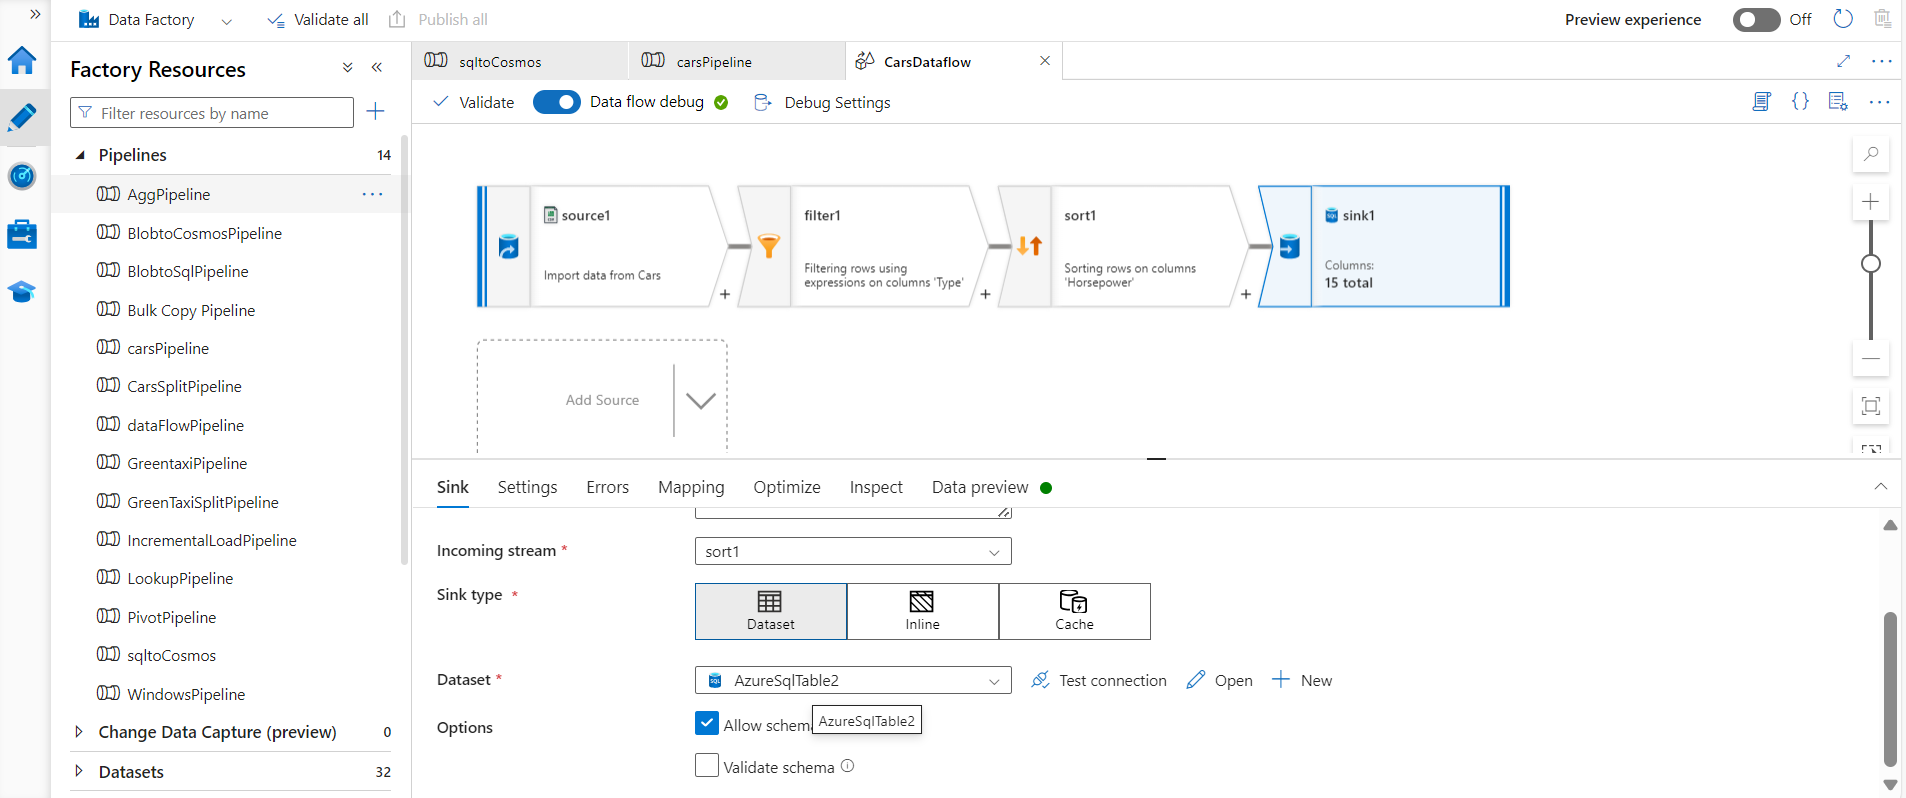 Data Factory
Validate all
Publish all
Preview experience
Off
Factory Resources
Filter resources by name
Pipelines
14
AggPipeline
BlobtoCosmosPipeline
BlobtoSqlPipeline
Bulk Copy Pipeline
carsPipeline
CarsSplitPipeline
dataFlowPipeline
GreentaxiPipeline
GreenTaxiSplitPipeline
IncrementalLoadPipeline
LookupPipeline
PivotPipeline
sqltoCosmos
WindowsPipeline
Change Data Capture (preview)
0
Datasets
32
sqltoCosmos
carsPipeline
CarsDataflow
Validate
Data flow debug
Debug Settings
source1
Import data from Cars
filter1
Filtering rows using
expressions on columns 'Type'
sort1
Sorting rows on columns
'Horsepower'
sink1
Columns:
15 total
Add Source
Sink
Settings
Errors
Mapping
Optimize
Inspect
Data preview
Incoming stream *
sort1
Sink type *
Dataset
Inline
Cache
Dataset *
SQL AzureSqlTable2
Test connection
Open
New
Options
Allow schem
AzureSqlTable2
Validate schema